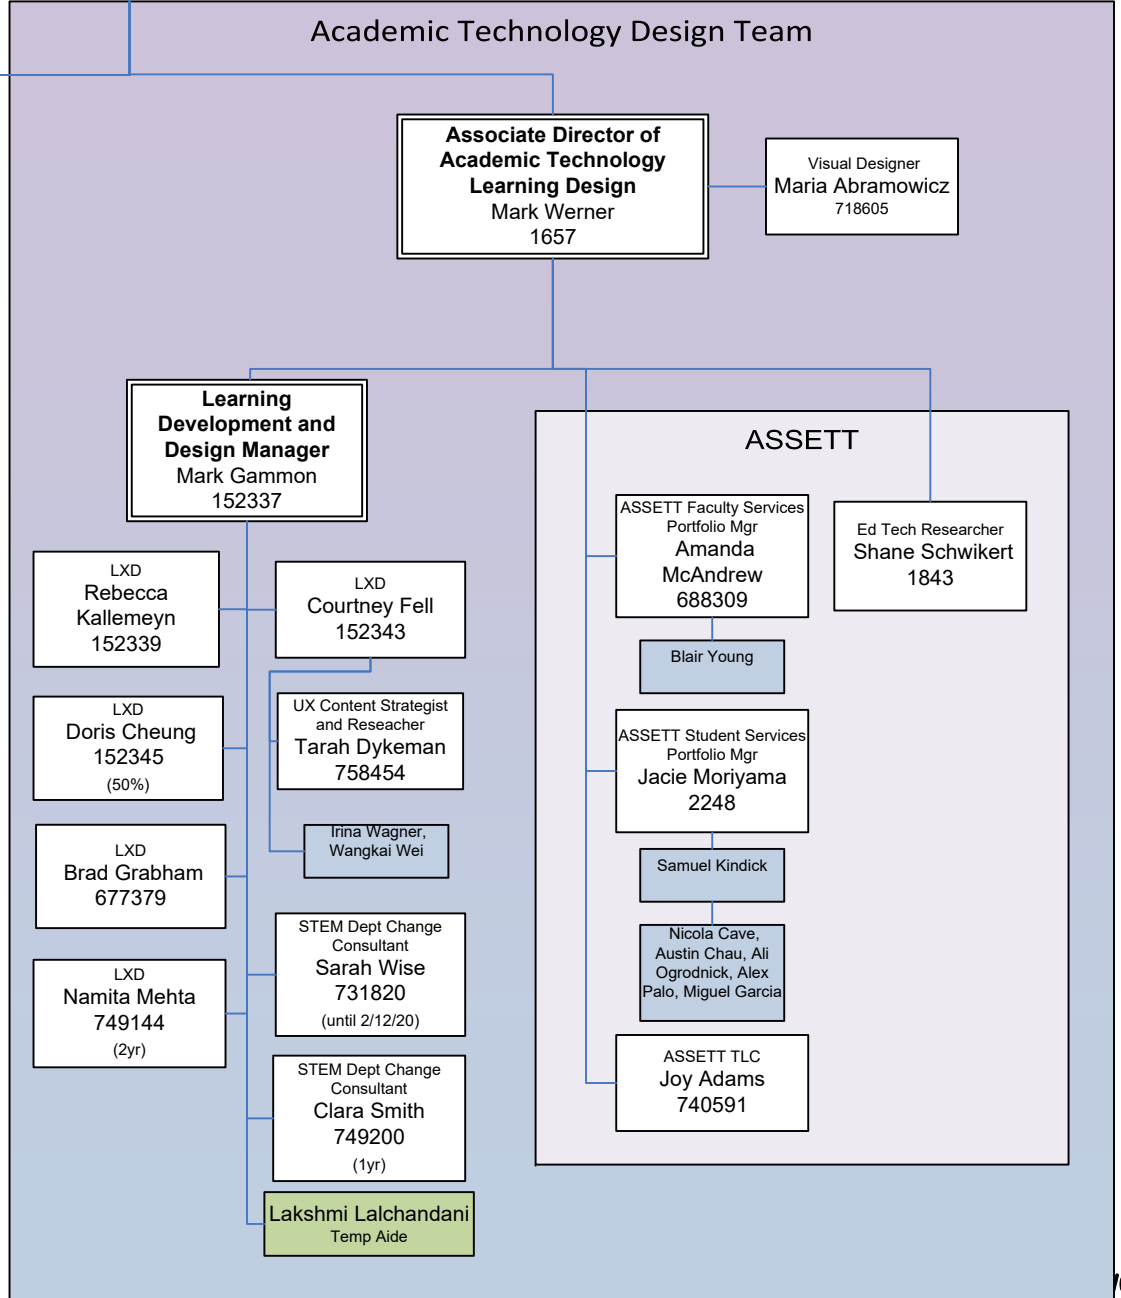 Academic Technology Design Team
Associate Director of
Academic Technology
Learning Design
Mark Werner
1657
Visual Designer
Maria Abramowicz
718605
Learning
Development and
Design Manager
Mark Gammon
152337
LXD
Rebecca
Kallemeyn
152339
LXD
Courtney Fell
152343
LXD
Doris Cheung
152345
(50%)
UX Content Strategist
and Reseacher
Tarah Dykeman
758454
Irina Wagner,
Wangkai Wei
LXD
Brad Grabham
677379
STEM Dept Change
Consultant
Sarah Wise
731820
(until 2/12/20)
LXD
Namita Mehta
749144
(2yr)
STEM Dept Change
Consultant
Clara Smith
749200
(1yr)
Lakshmi Lalchandani
Temp Aide
ASSETT
ASSETT Faculty Services
Portfolio Mgr
Amanda
McAndrew
688309
Blair Young
Ed Tech Researcher
Shane Schwikert
1843
ASSETT Student Services
Portfolio Mgr
Jacie Moriyama
2248
Samuel Kindick
Nicola Cave,
Austin Chau, Ali
Ogrodnick, Alex
Palo, Miguel Garcia
ASSETT TLC
Joy Adams
740591